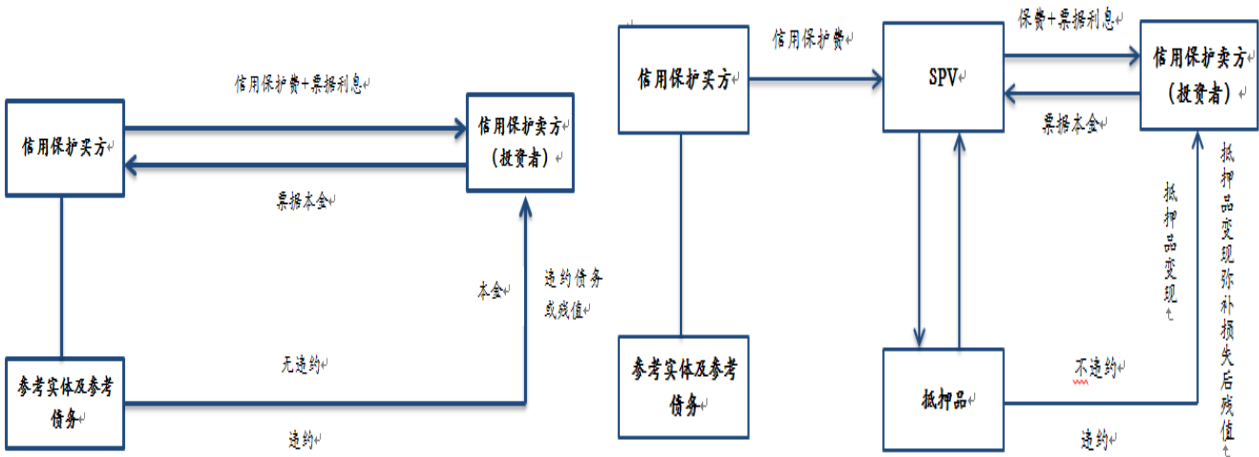 信用保护费+票据利息
信用保护买方
信用保护卖方
（投资者）
票据本金
本金
违约债务
或残值
无违约
参考实体及参考
债务
违约
信用保护买方
信用保护费
SPV
保费+票据利息
信用保护卖方
（投资者）
票据本金
抵押品变现
抵押品变现弥补损失后残值
参考实体及参考
债务
抵押品
不违约
违约